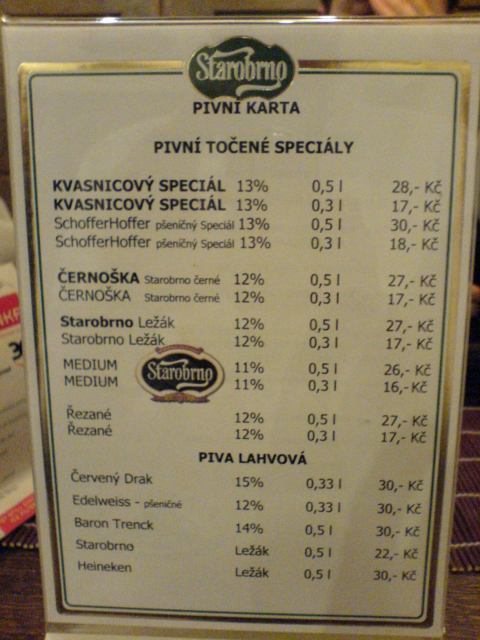 Starobrno
PIVNÍ KARTA
PIVNÍ TOČENÉ SPECIÁLY
KVASNICOVÝ SPECIÁL 13% 0,5 l 28,- Kč
KVASNICOVÝ SPECIÁL 13% 0,3 l 17,- Kč
SchofferHoffer pšeničný Speciál 13% 0,5 l 30,- Kč
SchofferHoffer pšeničný Speciál 13% 0,3 l 18,- Kč
ČERNOŠKA Starobrno černé 12% 0,5 l 27,- Kč
ČERNOŠKA Starobrno černé 12% 0,3 l 17,- Kč
Starobrno Ležák 12% 0,5 l 27,- Kč
Starobrno Ležák 12% 0,3 l 17,- Kč
MEDIUM 11% 0,5 l 26,- Kč
MEDIUM 11% 0,3 l 16,- Kč
Starobrno
Řezané 12% 0,5 l 27,- Kč
Řezané 12% 0,3 l 17,- Kč
PIVA LAHVOVÁ
Červený Drak 15% 0,33 l 30,- Kč
Edelweiss - pšeničné 12% 0,33 l 30,- Kč
Baron Trenck 14% 0,5 l 30,- Kč
Starobrno Ležák 0,5 l 22,- Kč
Heineken Ležák 0,5 l 30,- Kč